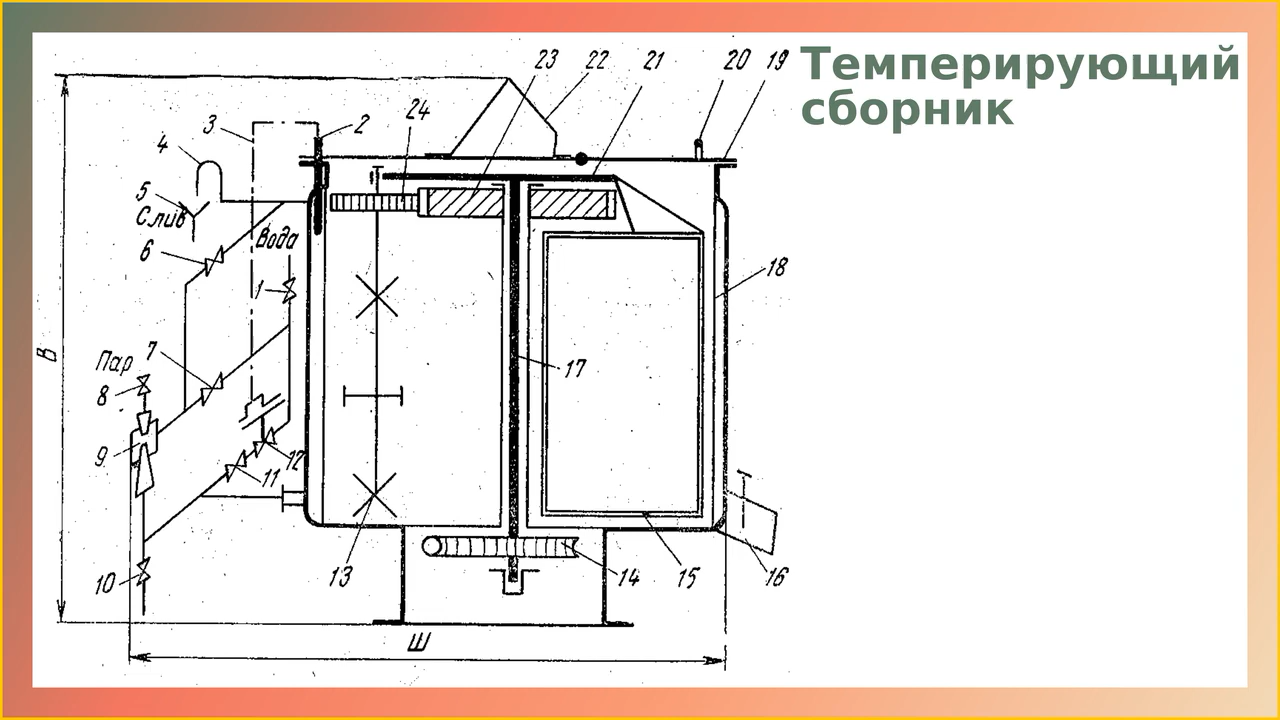 Темперирующий
сборник
23 22 21 20 19
24
3 2
4
5
Слив
Вода
6
1
18
В
Пар 7
8
17
9
12
11
10
13 14 15 16
Ш